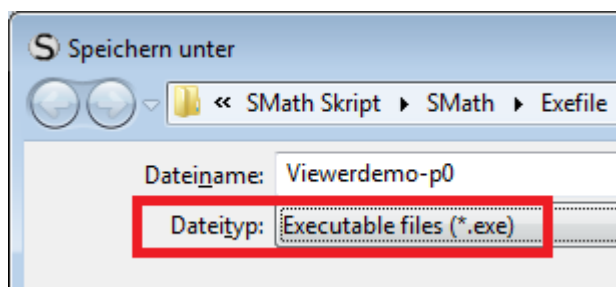 S Speichern unter
« SMath Skript ▸ SMath ▸ Exefile
Dateiname: Viewerdemo-p0
Dateityp: Executable files (*.exe)